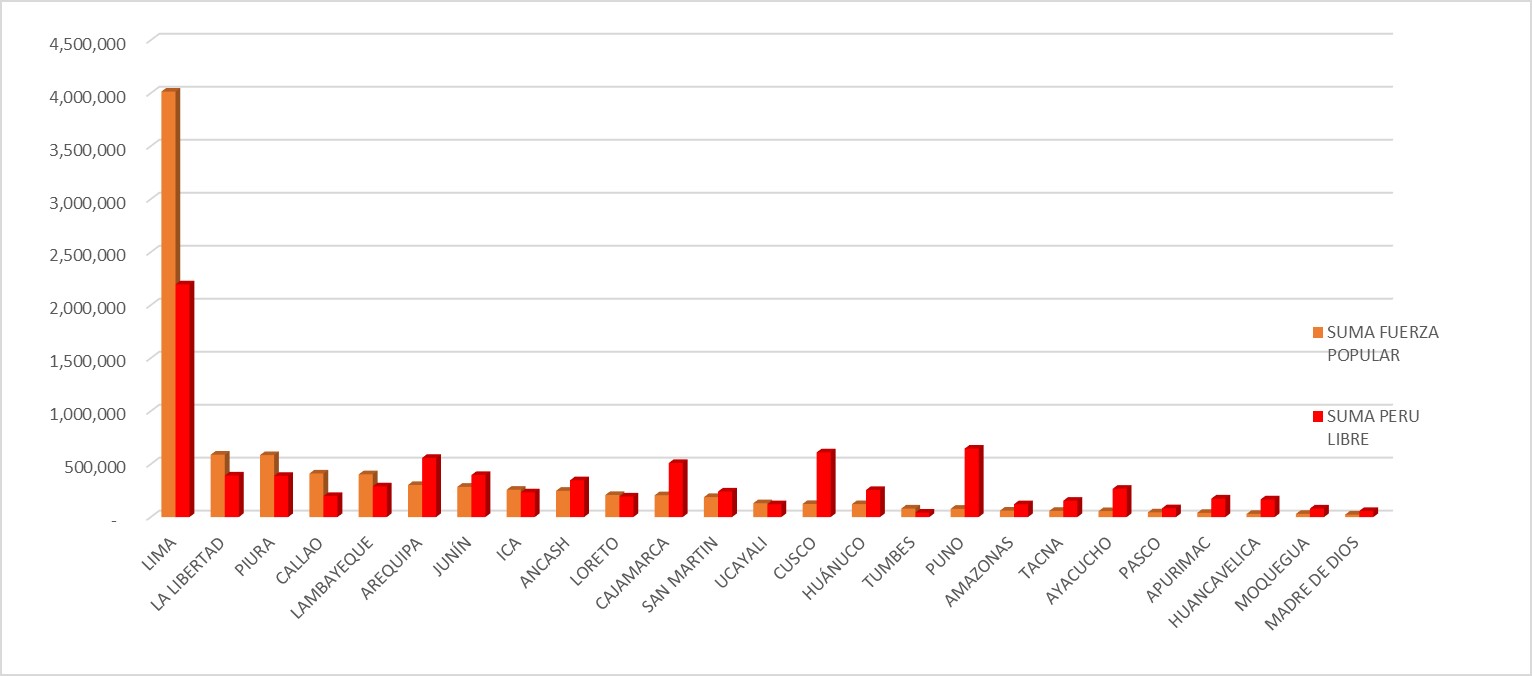 4,500,000
4,000,000
3,500,000
3,000,000
2,500,000
2,000,000
1,500,000
1,000,000
500,000
-
LIMA
LA LIBERTAD
PIURA
CALLAO
LAMBAYEQUE
AREQUIPA
JUNÍN
ICA
ANCASH
LORETO
CAJAMARCA
SAN MARTIN
UCAYALI
CUSCO
HUÁNUCO
TUMBES
PUNO
AMAZONAS
TACNA
AYACUCHO
PASCO
APURIMAC
HUANCAVELICA
MOQUEGUA
MADRE DE DIOS
SUMA FUERZA
POPULAR
SUMA PERU
LIBRE